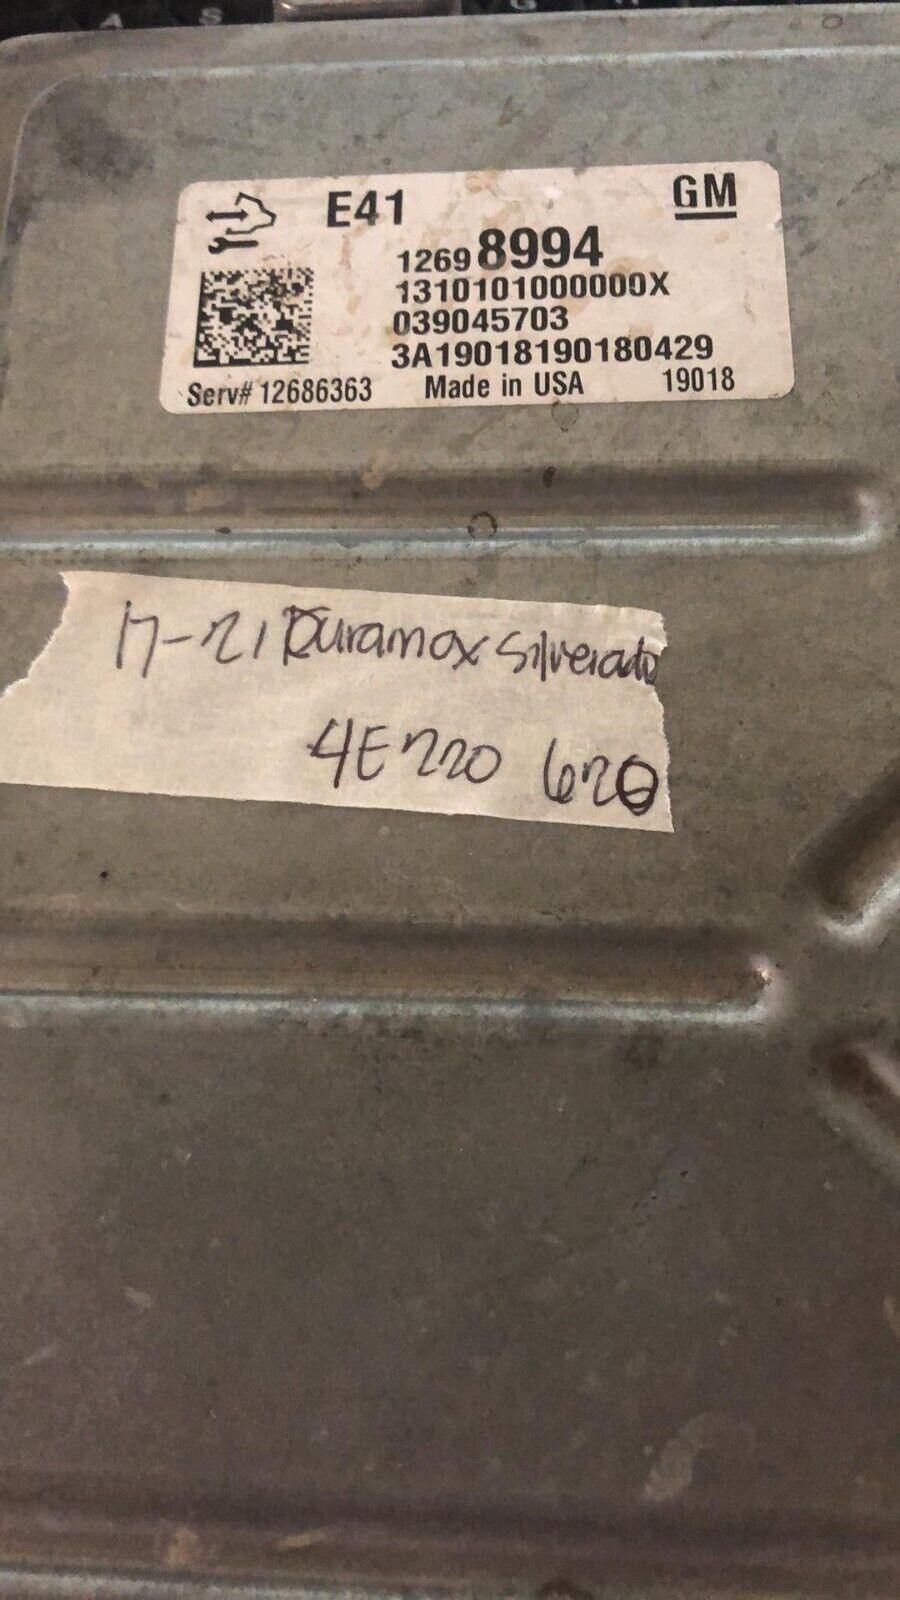 A S G
E41 GM
12698994
1310101000000X
039045703
3A19018190180429
Serv# 12686363 Made in USA 19018
17-21 Duramax Silverado
4E220 620